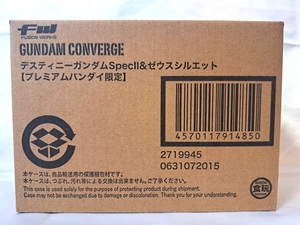 FW
FUSION WORKS
GUNDAM CONVERGE
デスティニーガンダムSpecII&ゼウスシルエット
【プレミアムバンダイ限定】
4570117914850
2719945
0631072015
本ケースは、商品輸送用の保護梱包材です。
本ケースは、つぶれ、汚れ等による交換はできません。ご了承ください。
This case is used solely for the purpose of protecting product during shipment.
Case may not be exchanged due to damage or discoloration. Thank you for your understanding.
食玩